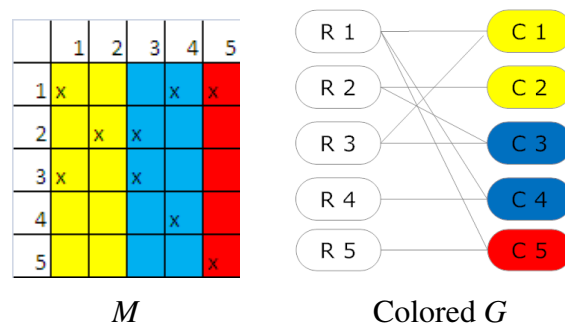 1 2 3 4 5
1 x x x
2 x x
3 x x
4 x
5 x
M
R 1 C 1
R 2 C 2
R 3 C 3
R 4 C 4
R 5 C 5
Colored G